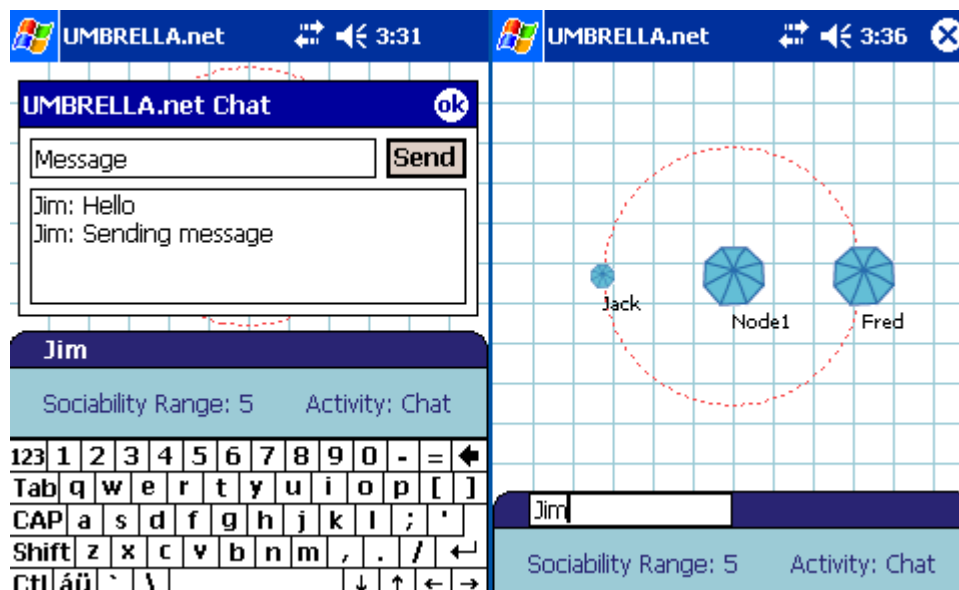 UMBRELLA.net 3:31
UMBRELLA.net Chat ok
Message Send
Jim: Hello
Jim: Sending message
Jim
Sociability Range: 5 Activity: Chat
123 1 2 3 4 5 6 7 8 9 0 - =
Tab q w e r t y u i o p [ ]
CAP a s d f g h j k l ; '
Shift z x c v b n m , . /
Ctl áü ` \
UMBRELLA.net 3:36
Jack
Node1
Fred
Jim
Sociability Range: 5 Activity: Chat